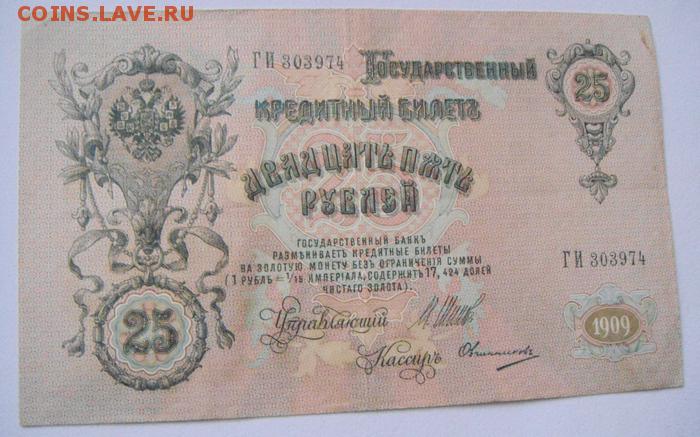 COINS.LAVE.RU
ГИ 303974 ГОСУДАРСТВЕННЫЙ 25
КРЕДИТНЫЙ БИЛЕТЪ
25
ДВАДЦАТЬ ПЯТЬ
РУБЛЕЙ
ГОСУДАРСТВЕННЫЙ БАНКЪ
РАЗМѢНИВАЕТЪ КРЕДИТНЫЕ БИЛЕТЫ
НА ЗОЛОТУЮ МОНЕТУ БЕЗЪ ОГРАНИЧЕНІЯ СУММЫ
(1 РУБЛЬ = 1/15 ИМПЕРІАЛА, СОДЕРЖИТЪ 17,424 ДОЛЕЙ
ЧИСТАГО ЗОЛОТА).
ГИ 303974
25 Управляющій 1909
Кассиръ Овчинниковъ